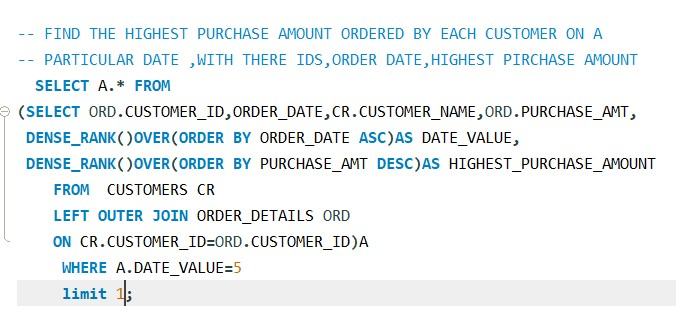 -- FIND THE HIGHEST PURCHASE AMOUNT ORDERED BY EACH CUSTOMER ON A
-- PARTICULAR DATE ,WITH THERE IDS,ORDER DATE,HIGHEST PIRCHASE AMOUNT
SELECT A.* FROM
(SELECT ORD.CUSTOMER_ID,ORDER_DATE,CR.CUSTOMER_NAME,ORD.PURCHASE_AMT,
DENSE_RANK()OVER(ORDER BY ORDER_DATE ASC)AS DATE_VALUE,
DENSE_RANK()OVER(ORDER BY PURCHASE_AMT DESC)AS HIGHEST_PURCHASE_AMOUNT
FROM  CUSTOMERS CR
LEFT OUTER JOIN ORDER_DETAILS ORD
ON CR.CUSTOMER_ID=ORD.CUSTOMER_ID)A
WHERE A.DATE_VALUE=5
limit 1;